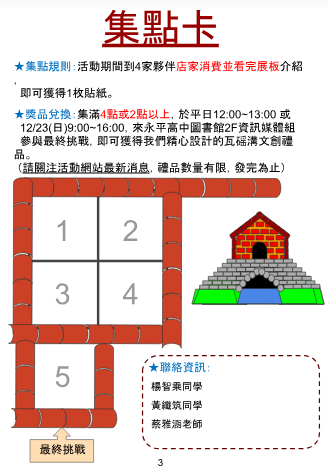 集點卡
★集點規則：活動期間到4家夥伴店家消費並看完展板介紹
，
即可獲得1枚貼紙。
★獎品兌換：集滿4點或2點以上，於平日12:00~13:00 或
12/23(日)9:00~16:00，來永平高中圖書館2F資訊媒體組
參與最終挑戰，即可獲得我們精心設計的瓦磘溝文創禮
品。
（請關注活動網站最新消息，禮品數量有限，發完為止）
1
2
3
4
5
最終挑戰
★聯絡資訊：
楊智乘同學
黃纖筑同學
蔡雅涵老師
3